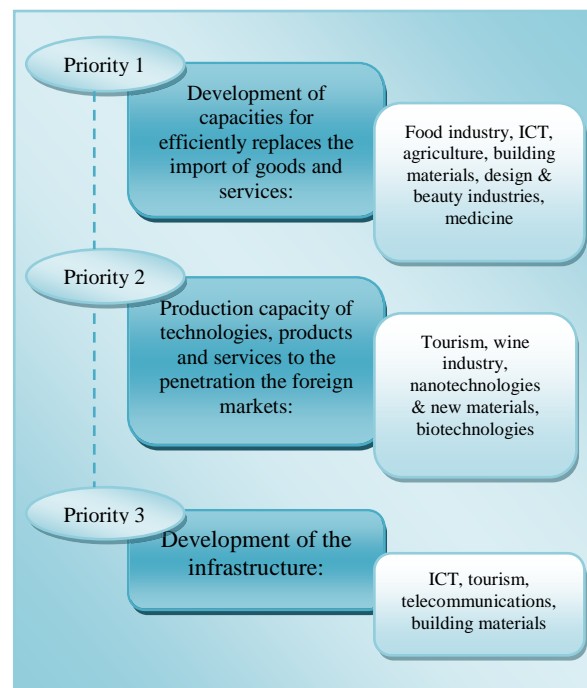 Priority 1
Development of
capacities for
efficiently replaces the
import of goods and
services:
Food industry, ICT,
agriculture, building
materials, design &
beauty industries,
medicine
Priority 2
Production capacity of
technologies, products
and services to the
penetration the foreign
markets:
Tourism, wine
industry,
nanotechnologies
& new materials,
biotechnologies
Priority 3
Development of the
infrastructure:
ICT, tourism,
telecommunications,
building materials